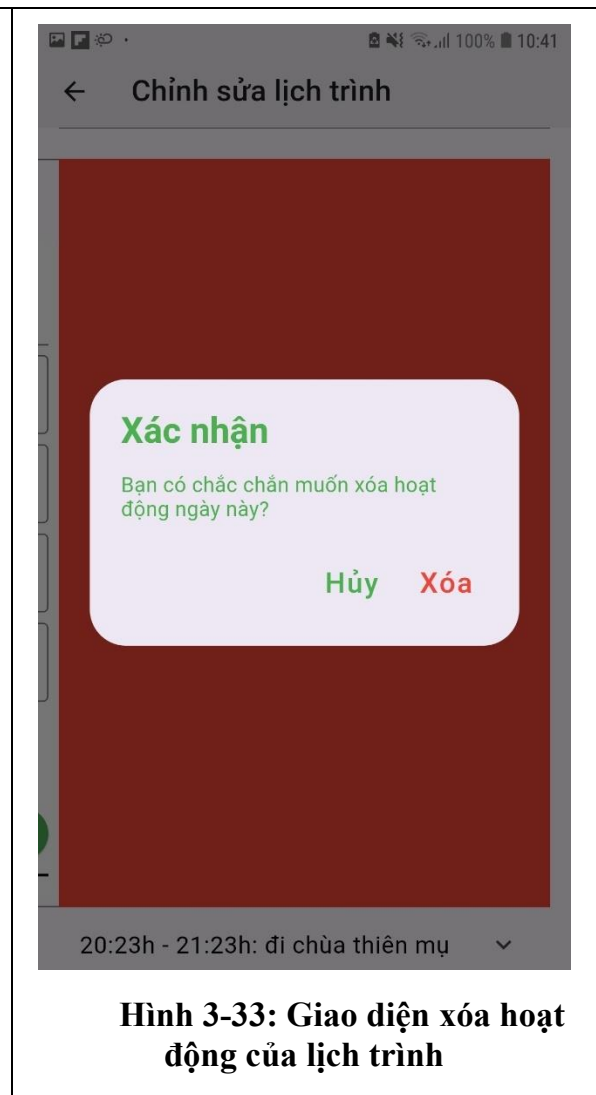 100% 10:41
Chỉnh sửa lịch trình
Xác nhận
Bạn có chắc chắn muốn xóa hoạt
động ngày này?
Hủy Xóa
20:23h - 21:23h: đi chùa thiên mụ
Hình 3-33: Giao diện xóa hoạt
động của lịch trình